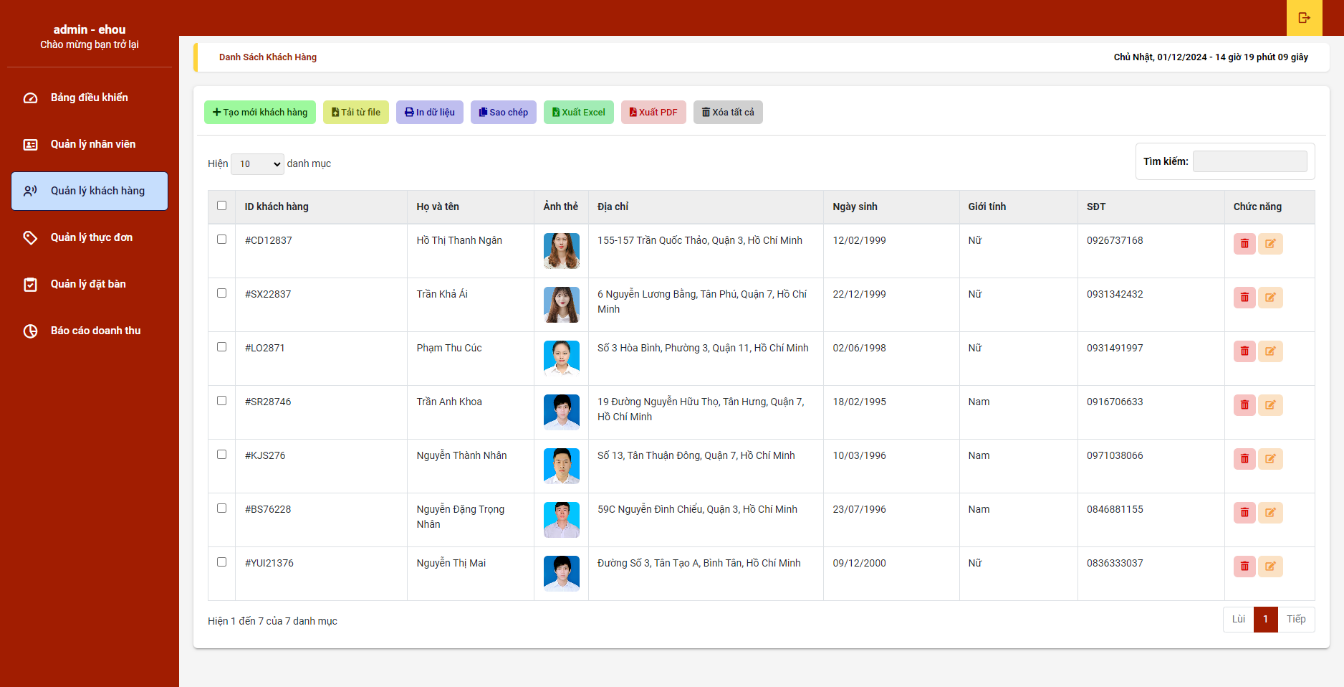 admin - ehou
Chào mừng bạn trở lại
Bảng điều khiển
Quản lý nhân viên
Quản lý khách hàng
Quản lý thực đơn
Quản lý đặt bàn
Báo cáo doanh thu
Danh Sách Khách Hàng
Chủ Nhật, 01/12/2024 - 14 giờ 19 phút 09 giây
Tạo mới khách hàng Tải từ file In dữ liệu Sao chép Xuất Excel Xuất PDF Xóa tất cả
Hiện 10 danh mục
Tìm kiếm:
ID khách hàng Họ và tên Ảnh thẻ Địa chỉ Ngày sinh Giới tính SĐT Chức năng
#CD12837 Hồ Thị Thanh Ngân 155-157 Trần Quốc Thảo, Quận 3, Hồ Chí Minh 12/02/1999 Nữ 0926737168
#SX22837 Trần Khả Ái 6 Nguyễn Lương Bằng, Tân Phú, Quận 7, Hồ Chí 22/12/1999 Nữ 0931342432
Minh
#LO2871 Phạm Thu Cúc Số 3 Hòa Bình, Phường 3, Quận 11, Hồ Chí Minh 02/06/1998 Nữ 0931491997
#SR28746 Trần Anh Khoa 19 Đường Nguyễn Hữu Thọ, Tân Hưng, Quận 7, 18/02/1995 Nam 0916706633
Hồ Chí Minh
#KJS276 Nguyễn Thành Nhân Số 13, Tân Thuận Đông, Quận 7, Hồ Chí Minh 10/03/1996 Nam 0971038066
#BS76228 Nguyễn Đặng Trọng 59C Nguyễn Đình Chiểu, Quận 3, Hồ Chí Minh 23/07/1996 Nam 0846881155
Nhân
#YUI21376 Nguyễn Thị Mai Đường Số 3, Tân Tạo A, Bình Tân, Hồ Chí Minh 09/12/2000 Nữ 0836333037
Hiện 1 đến 7 của 7 danh mục
Lùi 1 Tiếp